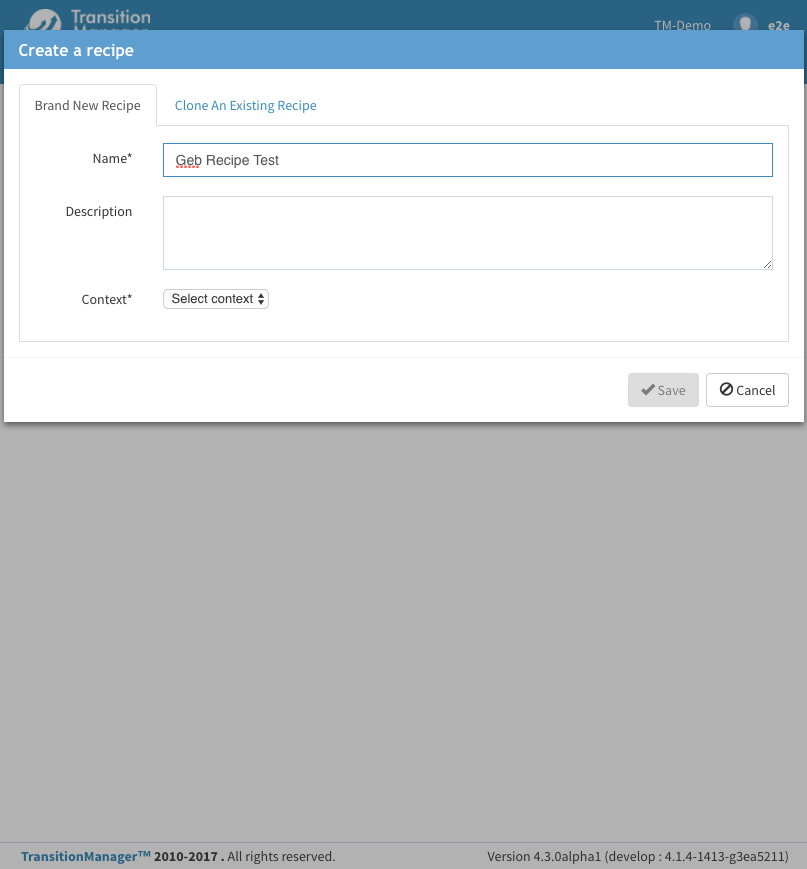 Transition
TM-Demo e2e
Create a recipe
Brand New Recipe Clone An Existing Recipe
Name* Geb Recipe Test
Description
Context* Select context
Save Cancel
TransitionManager™ 2010-2017 . All rights reserved. Version 4.3.0alpha1 (develop : 4.1.4-1413-g3ea5211)